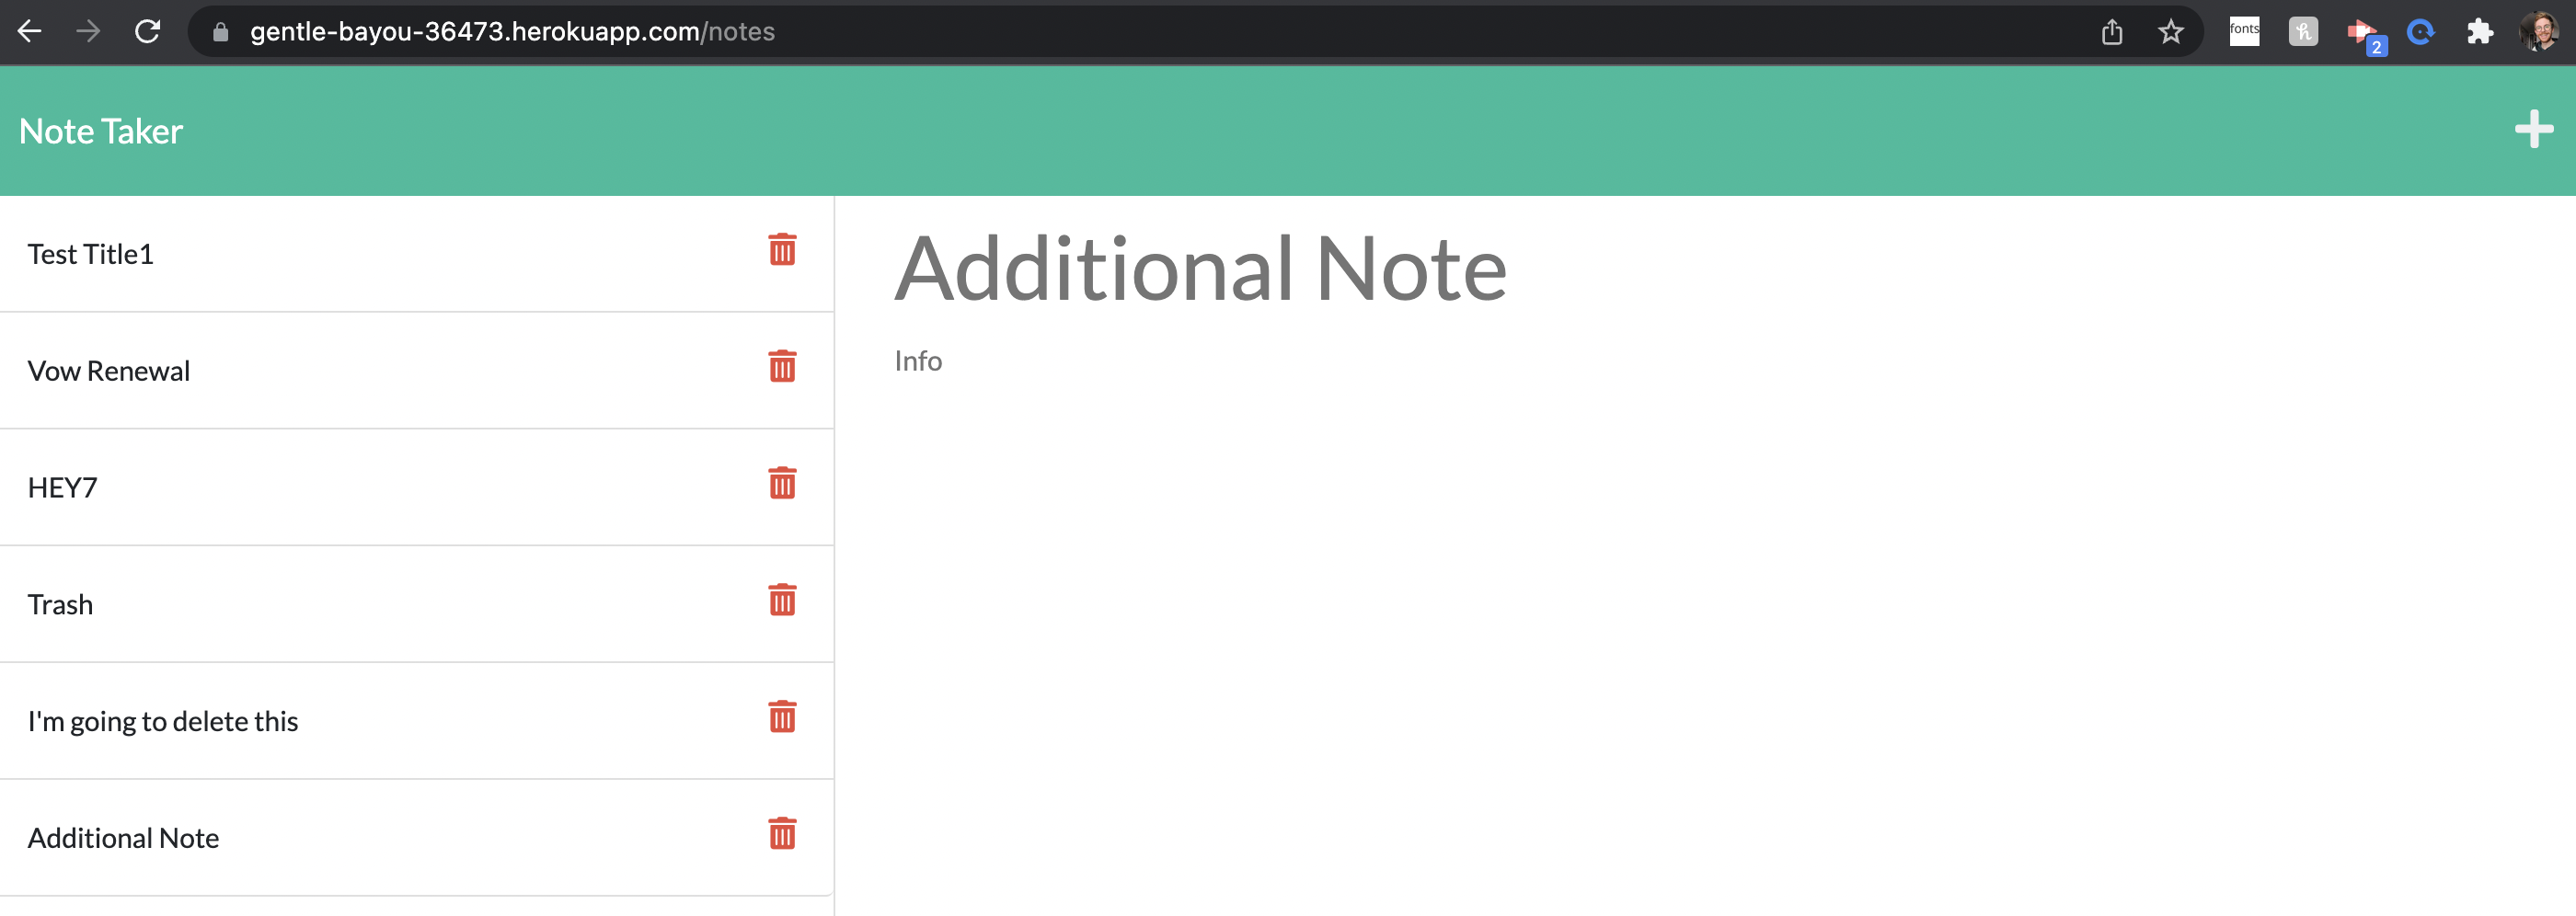 gentle-bayou-36473.herokuapp.com/notes
fonts
h
2
Note Taker
Test Title1
Vow Renewal
HEY7
Trash
I'm going to delete this
Additional Note
Additional Note
Info